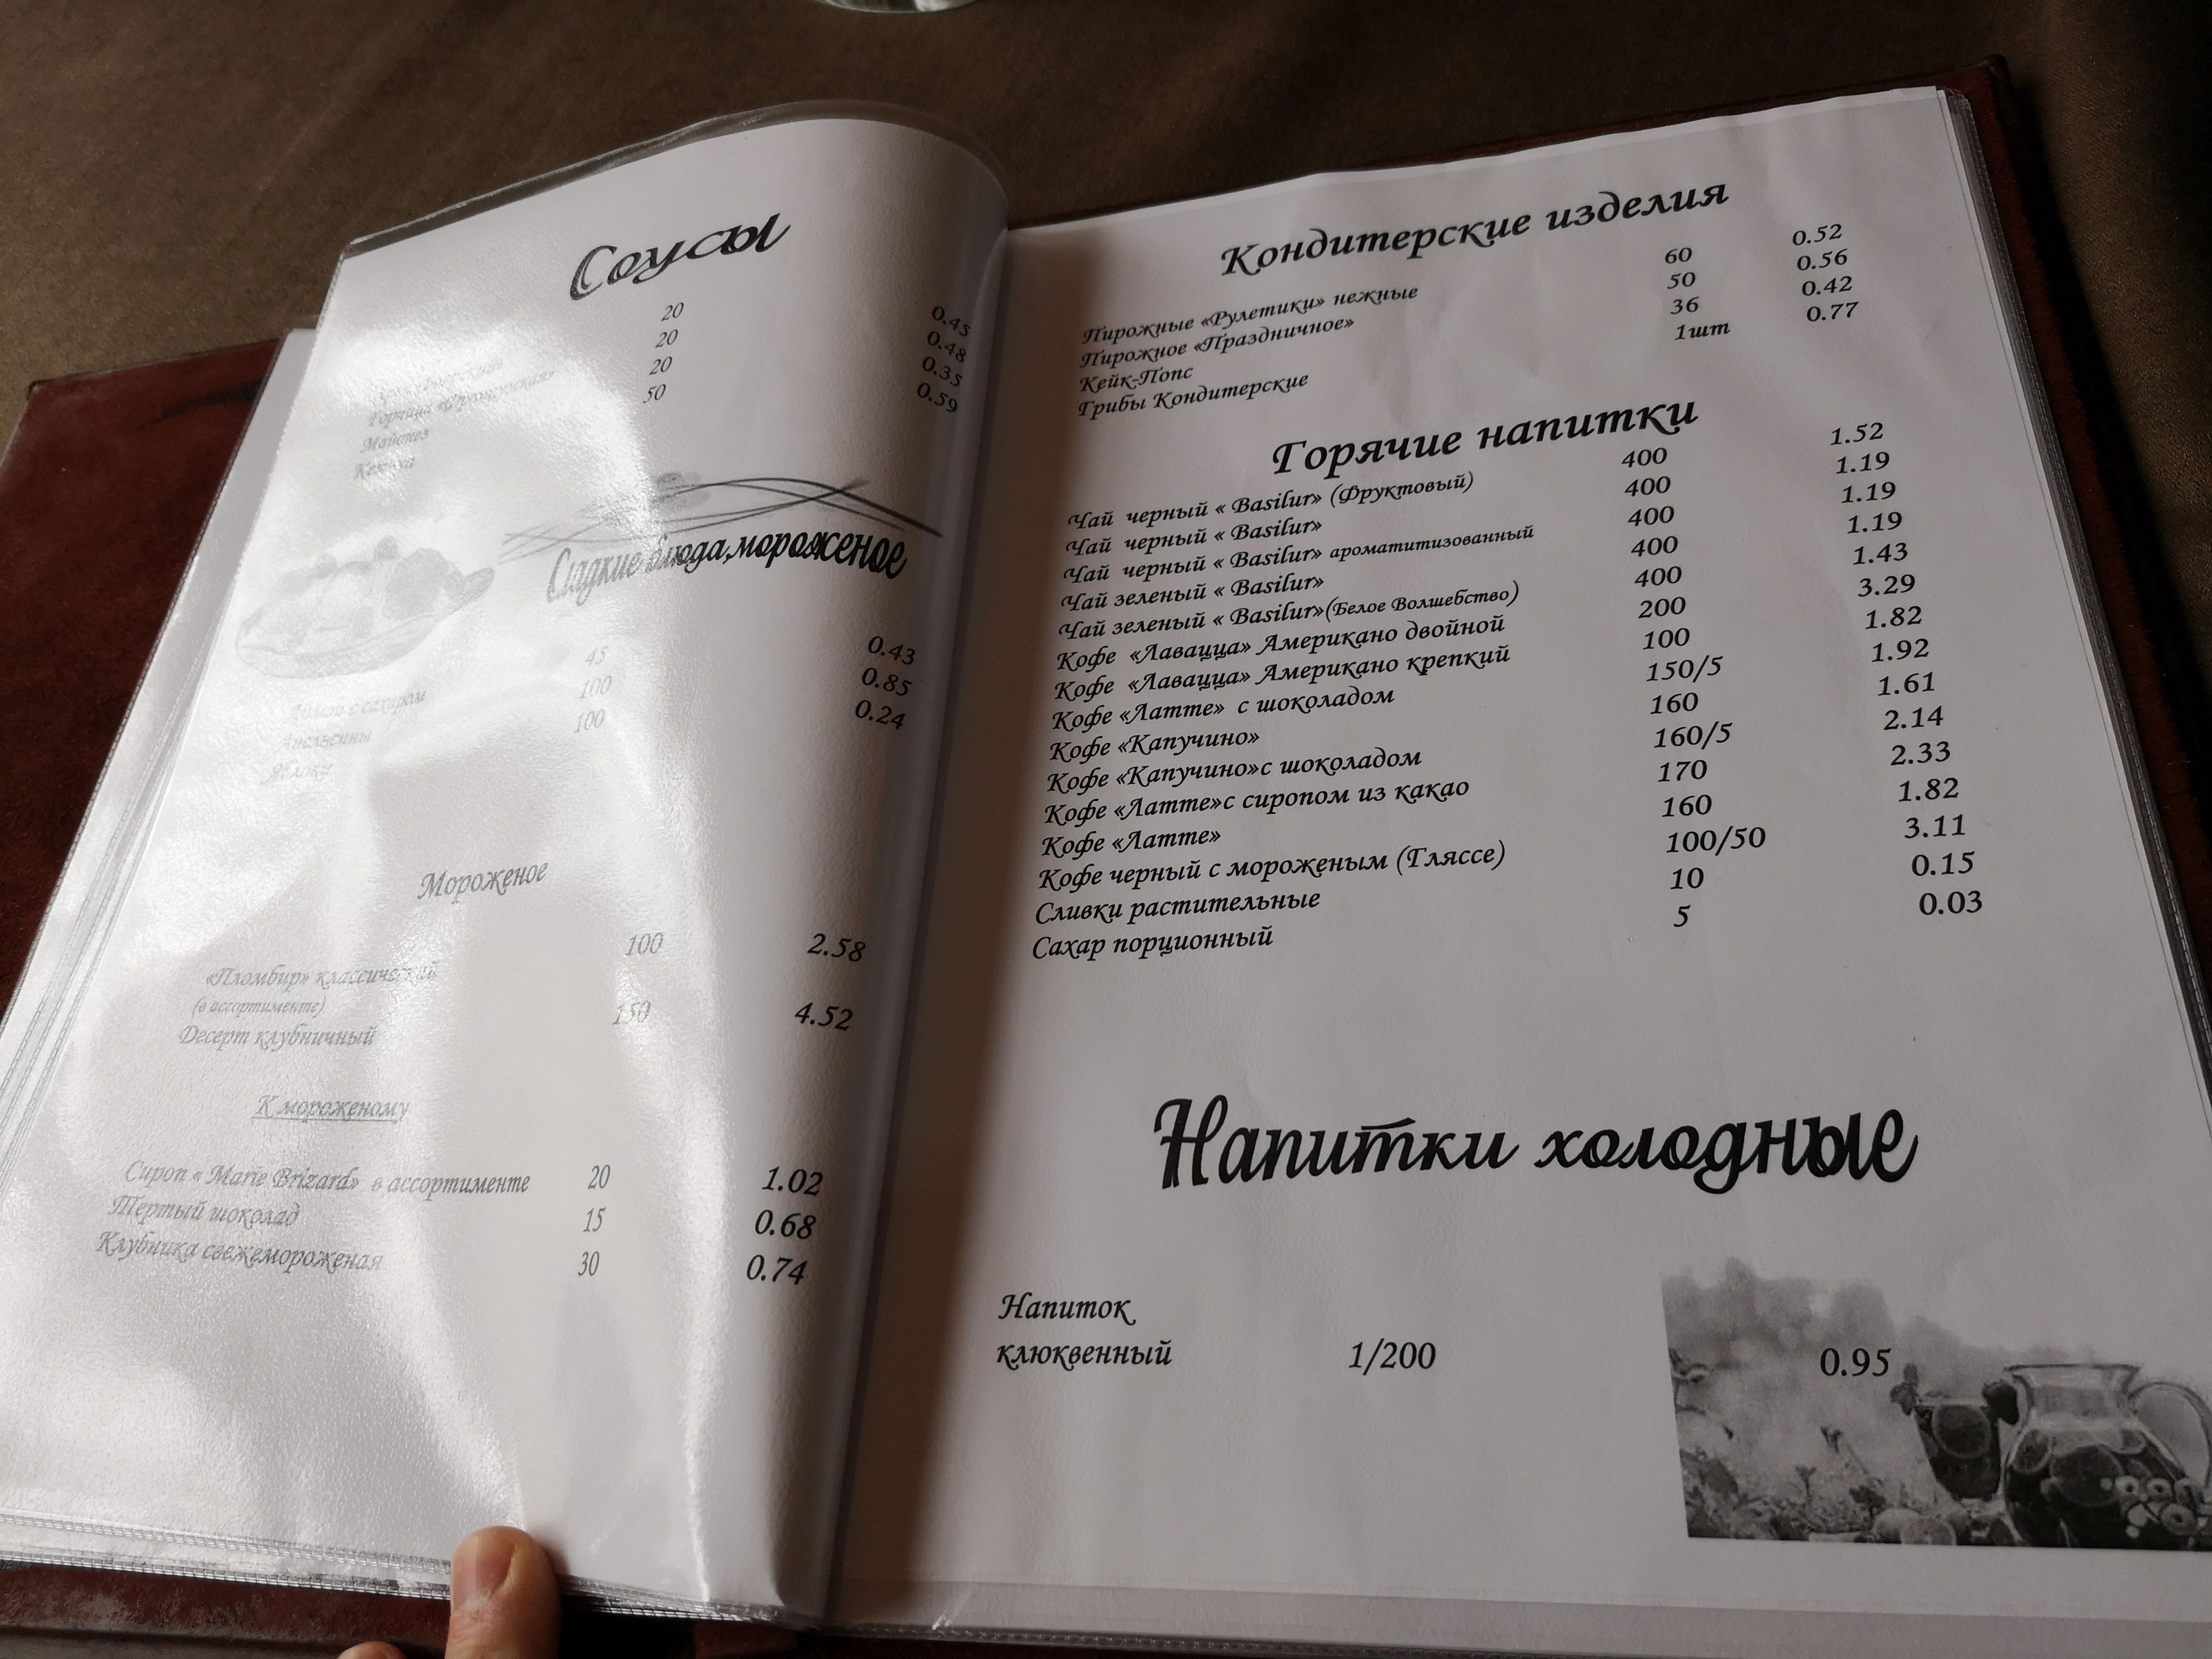 Соусы
20 0.45
20 0.48
Горчица 20 0.35
Майонез 50 0.59
Кетчуп
Сладкие блюда,мороженое
45 0.43
с сахаром 100 0.85
Апельсины 100 0.24
Яблоки
Мороженое
«Пломбир» классический 100 2.58
(в ассортименте)
Десерт клубничный 150 4.52
К мороженому
Сироп « Marie Brizard» в ассортименте 20 1.02
Тертый шоколад 15 0.68
Клубника свежемороженая 30 0.74
Кондитерские изделия
Пирожные «Рулетики» нежные 60 0.52
Пирожное «Праздничное» 50 0.56
Кейк-Попс 36 0.42
Грибы Кондитерские 1шт 0.77
Горячие напитки
Чай черный « Basilur» (Фруктовый) 400 1.52
Чай черный « Basilur» 400 1.19
Чай черный « Basilur» ароматитизованный 400 1.19
Чай зеленый « Basilur» 400 1.19
Чай зеленый « Basilur»(Белое Волшебство) 400 1.43
Кофе «Лавацца» Американо двойной 200 3.29
Кофе «Лавацца» Американо крепкий 100 1.82
Кофе «Латте» с шоколадом 150/5 1.92
Кофе «Капучино» 160 1.61
Кофе «Капучино»с шоколадом 160/5 2.14
Кофе «Латте»с сиропом из какао 170 2.33
Кофе «Латте» 160 1.82
Кофе черный с мороженым (Гляссе) 100/50 3.11
Сливки растительные 10 0.15
Сахар порционный 5 0.03
Напитки холодные
Напиток
клюквенный 1/200 0.95